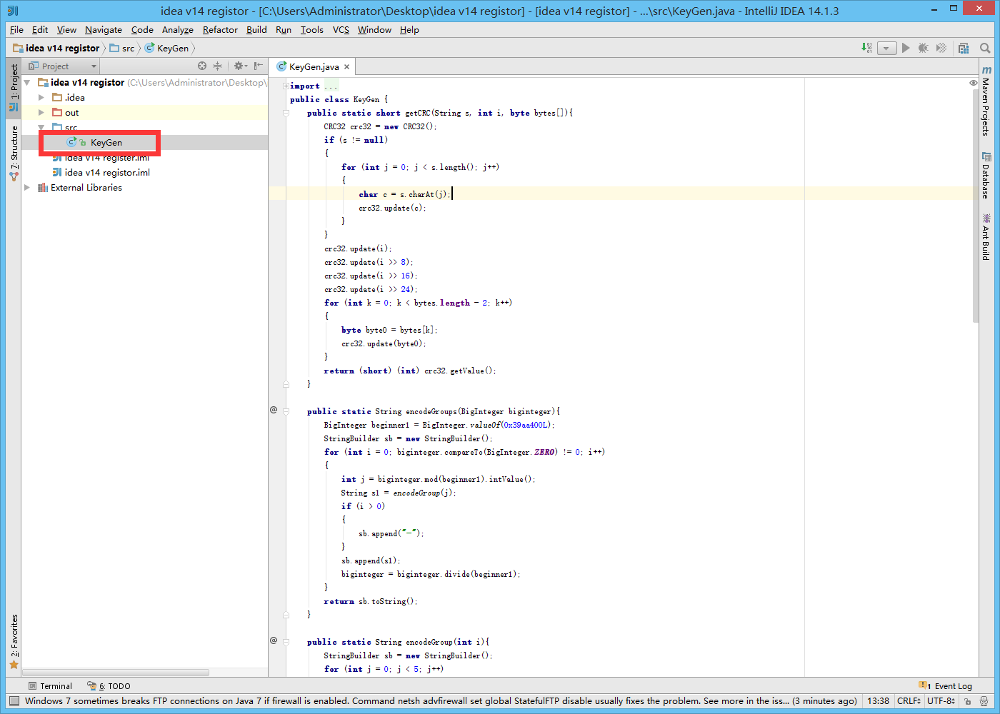 idea v14 registor - [C:\Users\Administrator\Desktop\idea v14 registor] - [idea v14 registor] - ...\src\KeyGen.java - IntelliJ IDEA 14.1.3
File Edit View Navigate Code Analyze Refactor Build Run Tools VCS Window Help
idea v14 registor src KeyGen
1: Project
Z: Structure
2: Favorites
Project
idea v14 registor (C:\Users\Administrator\Desktop\
.idea
out
src
KeyGen
idea v14 register.iml
idea v14 registor.iml
External Libraries
KeyGen.java
import ...
public class KeyGen {
public static short getCRC(String s, int i, byte bytes[]){
CRC32 crc32 = new CRC32();
if (s != null)
{
for (int j = 0; j < s.length(); j++)
{
char c = s.charAt(j);
crc32.update(c);
}
}
crc32.update(i);
crc32.update(i >> 8);
crc32.update(i >> 16);
crc32.update(i >> 24);
for (int k = 0; k < bytes.length - 2; k++)
{
byte byte0 = bytes[k];
crc32.update(byte0);
}
return (short) (int) crc32.getValue();
}
@ public static String encodeGroups(BigInteger biginteger){
BigInteger beginner1 = BigInteger.valueOf(0x39aa400L);
StringBuilder sb = new StringBuilder();
for (int i = 0; biginteger.compareTo(BigInteger.ZERO) != 0; i++)
{
int j = biginteger.mod(beginner1).intValue();
String s1 = encodeGroup(j);
if (i > 0)
{
sb.append("-");
}
sb.append(s1);
biginteger = biginteger.divide(beginner1);
}
return sb.toString();
}
@ public static String encodeGroup(int i){
StringBuilder sb = new StringBuilder();
for (int j = 0; j < 5; j++)
Maven Projects
Database
Ant Build
Terminal 6: TODO 1 Event Log
Windows 7 sometimes breaks FTP connections on Java 7 if firewall is enabled. Command netsh advfirewall set global StatefulFTP disable usually fixes the problem. See more in the iss... (3 minutes ago) 13:38 CRLF UTF-8